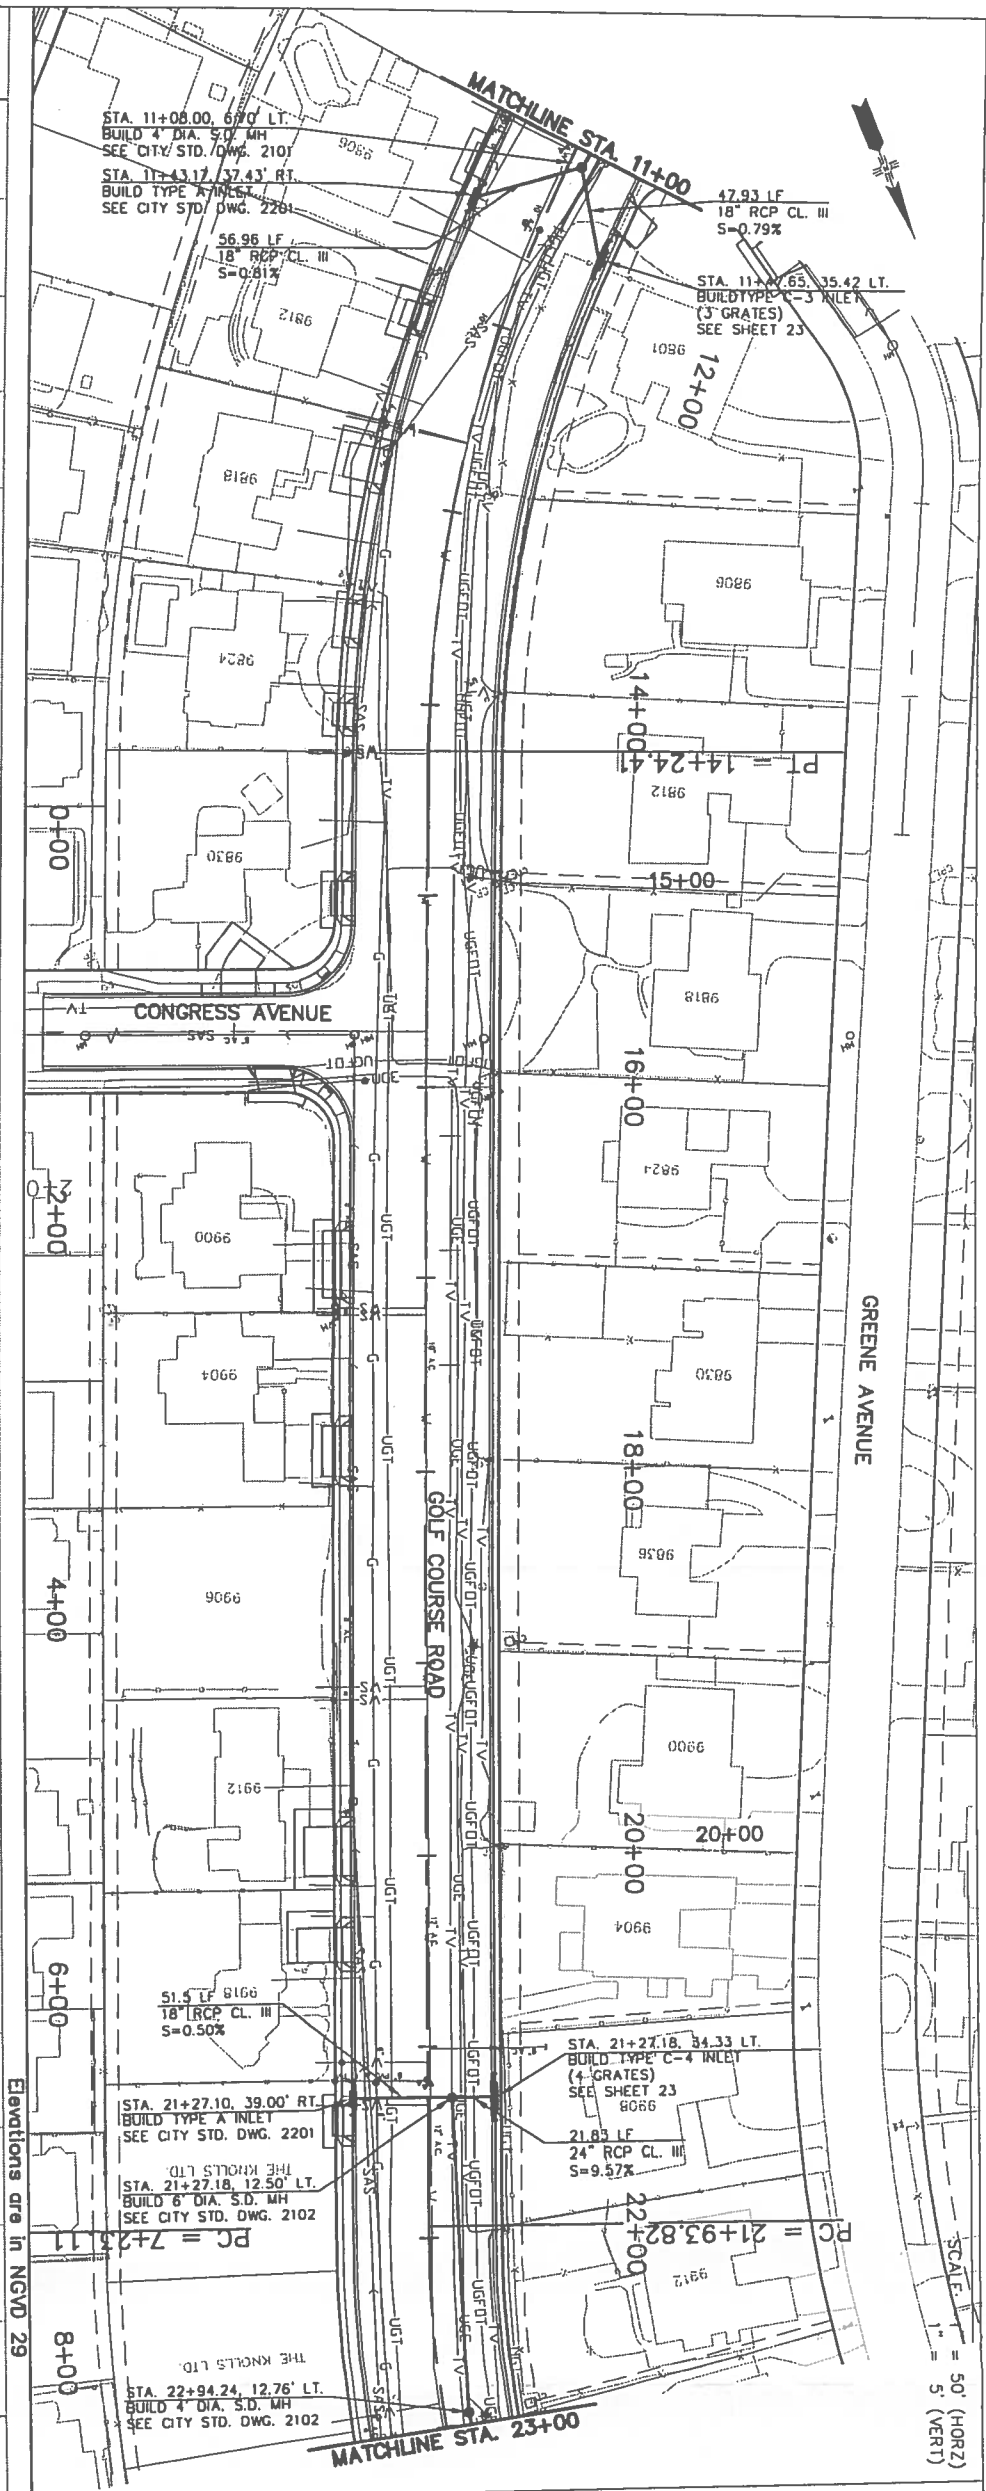 MATCHLINE STA. 11+00
STA. 11+08.00, 6.70' LT.
BUILD 4' DIA. S.D. MH
SEE CITY STD. DWG. 2101
STA. 11+43.17, 37.43' RT.
BUILD TYPE A INLET
SEE CITY STD. DWG. 2201
56.96 LF
18" RCP CL. III
S=0.81%
47.93 LF
18" RCP CL. III
S=0.79%
35.42 LT.
BUILD TYPE C-3 INLET
(3 GRATES)
SEE SHEET 23
9806
9812
9801
12+00
9818
9806
9824
14+00
PT = 14+24.41
9812
9830
0+00
15+00
CONGRESS AVENUE
9818
16+00
9824
2+00
9900
GREENE AVENUE
9904
9830
18+00
GOLF COURSE ROAD
9836
4+00
9906
9900
9912
20+00
20+00
9904
6+00
9918
51.5 LF
18" RCP CL. III
S=0.50%
STA. 21+27.18, 34.33 LT.
BUILD TYPE C-4 INLET
(4 GRATES)
SEE SHEET 23
9908
STA. 21+27.10, 39.00' RT.
BUILD TYPE A INLET
SEE CITY STD. DWG. 2201
21.83 LF
24" RCP CL. III
S=9.57%
THE KNOLLS LTD.
STA. 21+27.18, 12.50' LT.
BUILD 6' DIA. S.D. MH
SEE CITY STD. DWG. 2102
PC = 7+23.11
22+00
PC = 21+93.82
9912
8+00
THE KNOLLS LTD.
STA. 22+94.24, 12.76' LT.
BUILD 4' DIA. S.D. MH
SEE CITY STD. DWG. 2102
MATCHLINE STA. 23+00
SCALE: 1" = 50' (HORZ)
1" = 5' (VERT)
Elevations are in NGVD 29